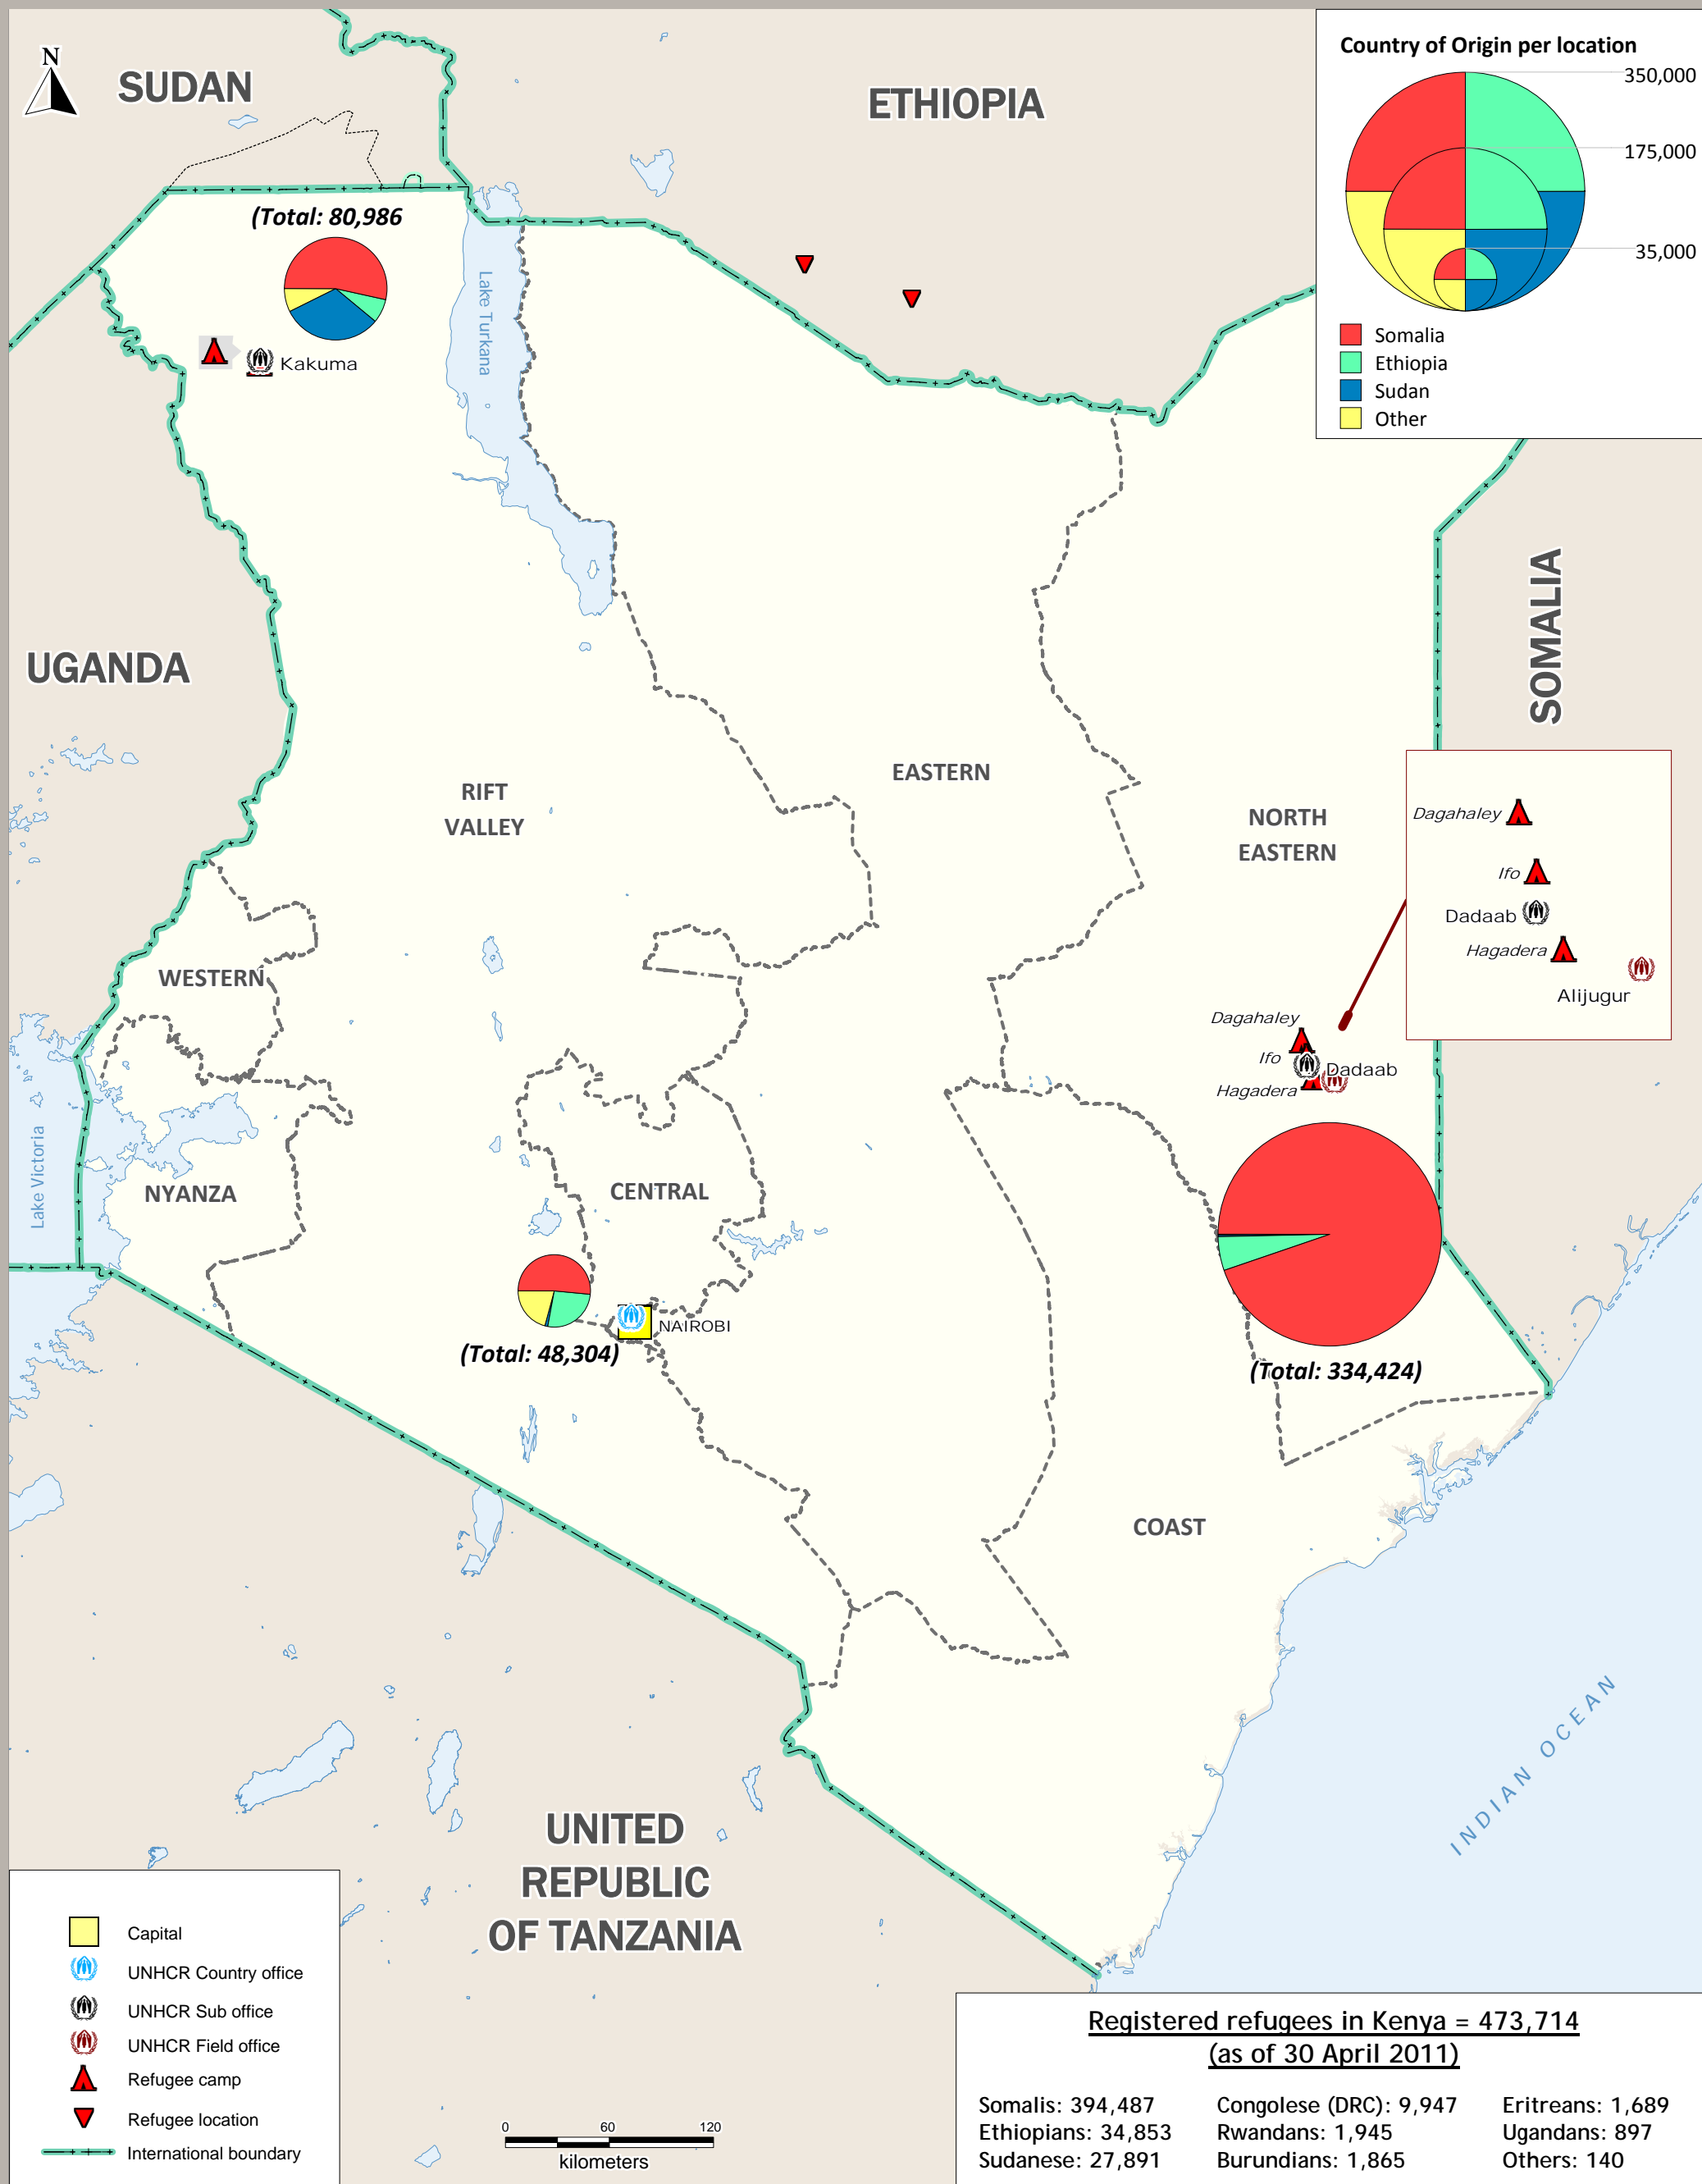 N
SUDAN
ETHIOPIA
Country of Origin per location
350,000
175,000
35,000
Somalia
Ethiopia
Sudan
Other
(Total: 80,986
Lake Turkana
Kakuma
UGANDA
SOMALIA
RIFT
VALLEY
EASTERN
NORTH
EASTERN
Dagahaley
Ifo
Dadaab
Hagadera
Alijugur
WESTERN
Dagahaley
Ifo
Dadaab
Hagadera
Lake Victoria
NYANZA
CENTRAL
NAIROBI
(Total: 48,304)
(Total: 334,424)
COAST
INDIAN OCEAN
UNITED
REPUBLIC
OF TANZANIA
Capital
UNHCR Country office
UNHCR Sub office
UNHCR Field office
Refugee camp
Refugee location
International boundary
0 60 120
kilometers
Registered refugees in Kenya = 473,714
(as of 30 April 2011)
Somalis: 394,487 Congolese (DRC): 9,947 Eritreans: 1,689
Ethiopians: 34,853 Rwandans: 1,945 Ugandans: 897
Sudanese: 27,891 Burundians: 1,865 Others: 140